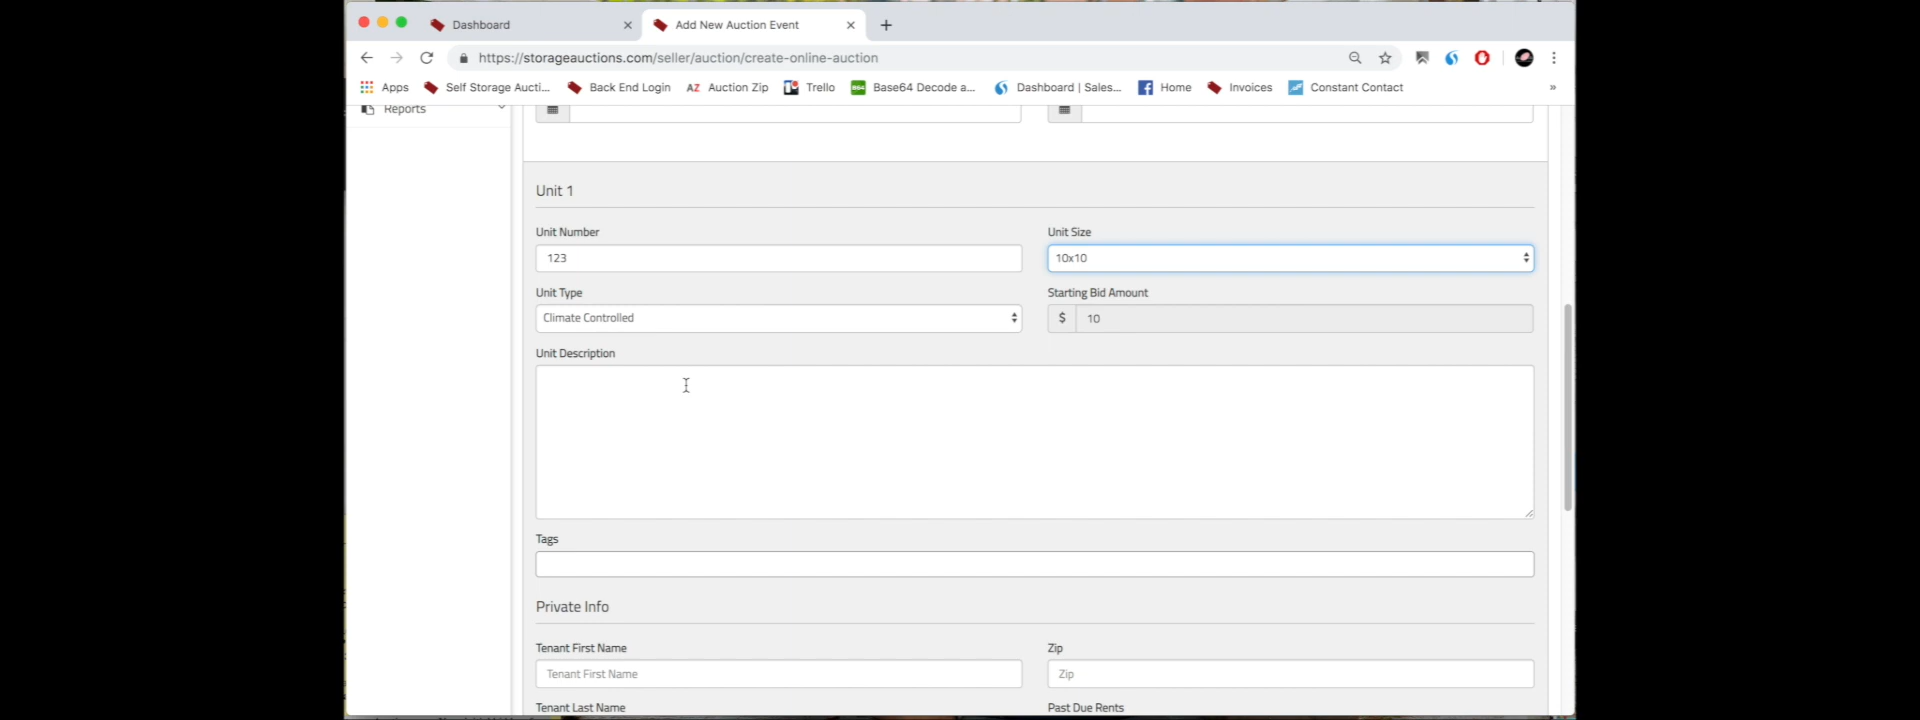 Dashboard
Add New Auction Event
https://storageauctions.com/seller/auction/create-online-auction
Apps
Self Storage Aucti...
Back End Login
AZ Auction Zip
Trello
B64 Base64 Decode a...
Dashboard | Sales...
Home
Invoices
Constant Contact
»
Reports
Unit 1
Unit Number
Unit Size
123
10x10
Unit Type
Starting Bid Amount
Climate Controlled
$ 10
Unit Description
Tags
Private Info
Tenant First Name
Zip
Tenant First Name
Zip
Tenant Last Name
Past Due Rents